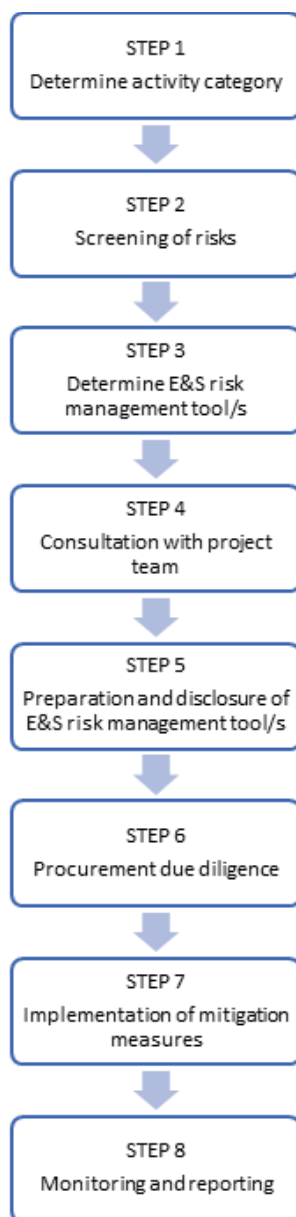 STEP 1
Determine activity category
STEP 2
Screening of risks
STEP 3
Determine E&S risk
management tool/s
STEP 4
Consultation with project
team
STEP 5
Preparation and disclosure of
E&S risk management tool/s
STEP 6
Procurement due diligence
STEP 7
Implementation of mitigation
measures
STEP 8
Monitoring and reporting